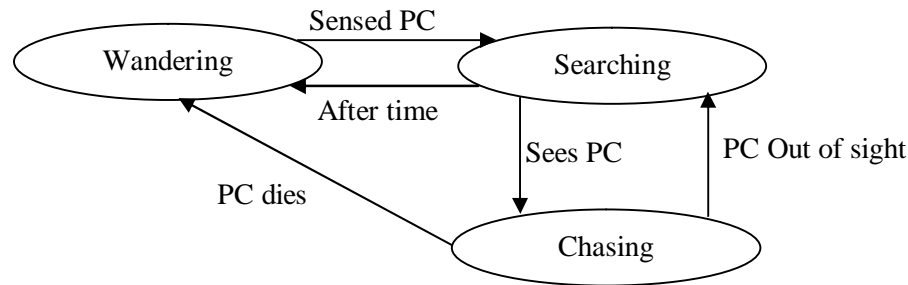 Sensed PC
Wandering
Searching
After time
Sees PC
PC Out of sight
PC dies
Chasing